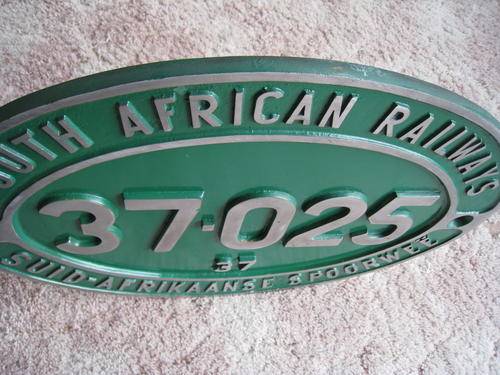 SOUTH AFRICAN RAILWAYS
37-025
37
SUID-AFRIKAANSE SPOORWEË